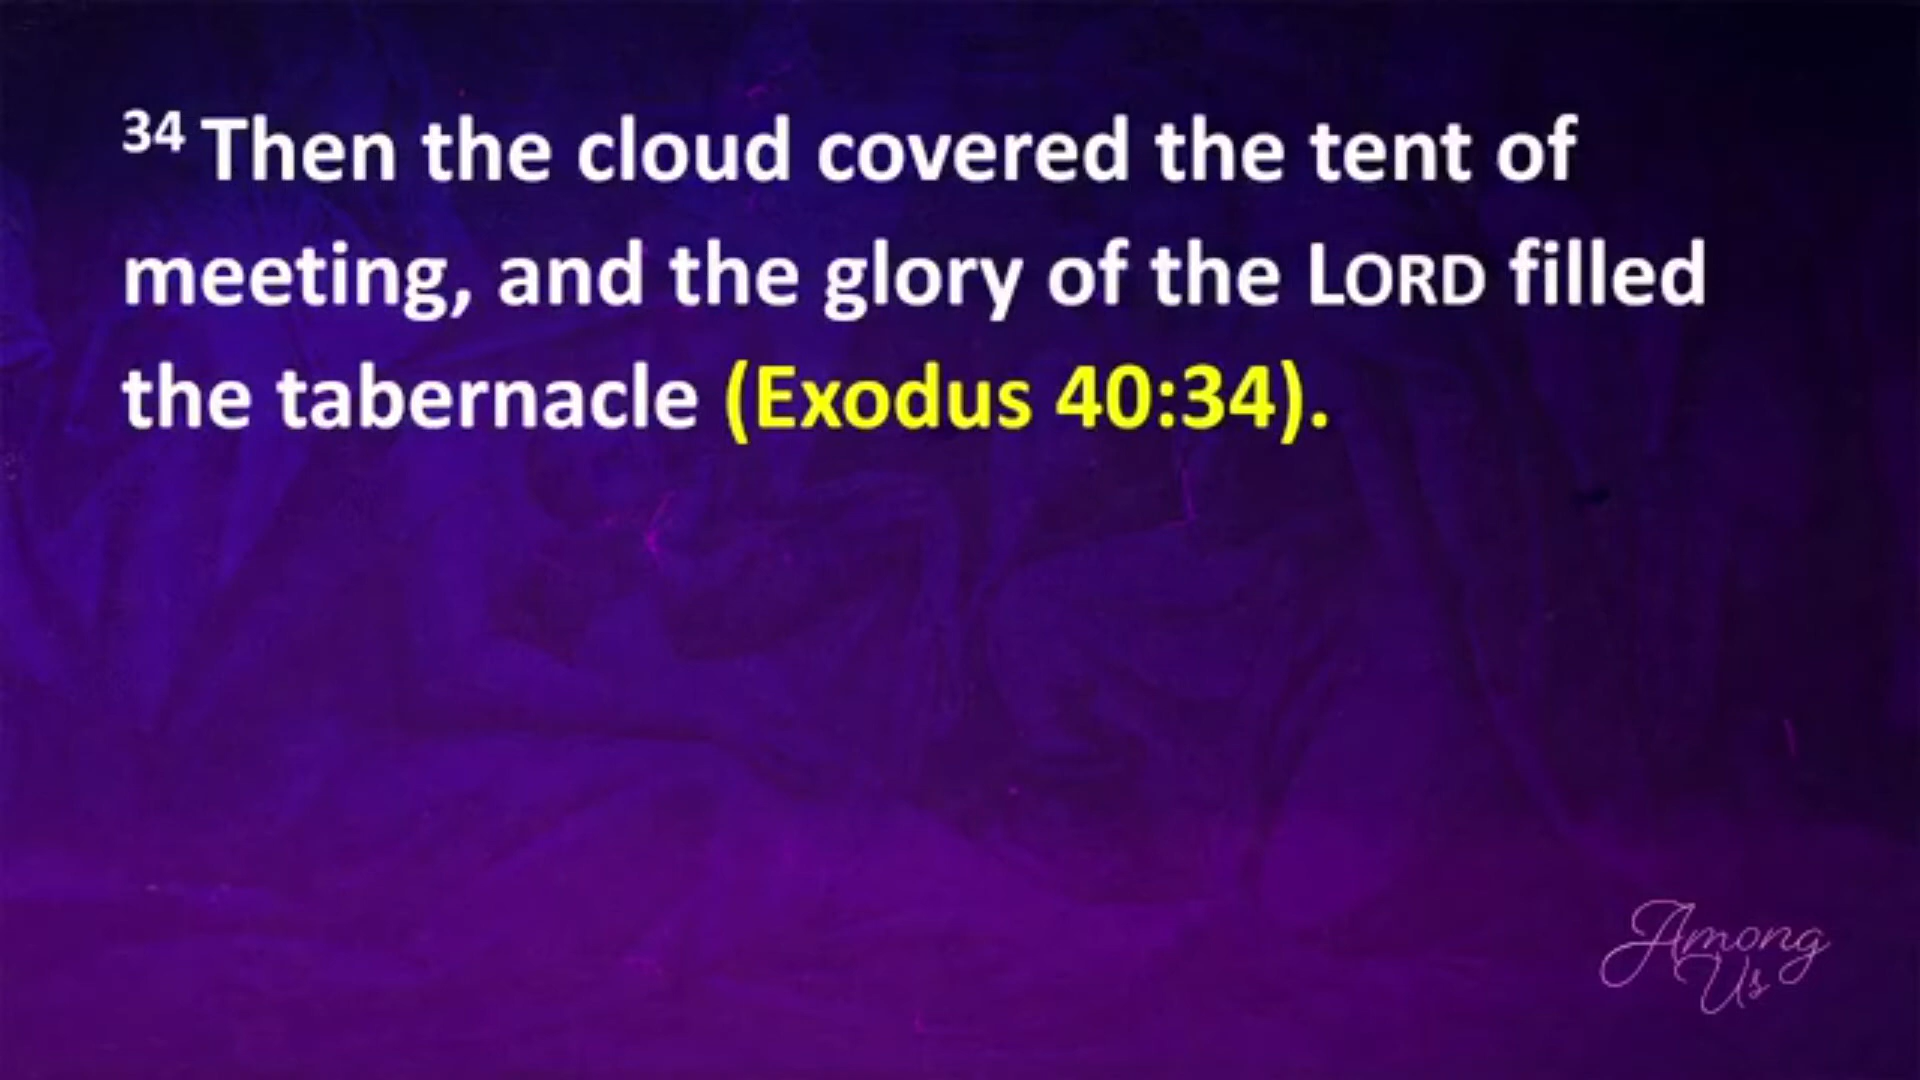 34 Then the cloud covered the tent of
meeting, and the glory of the LORD filled
the tabernacle (Exodus 40:34).
Among
Us